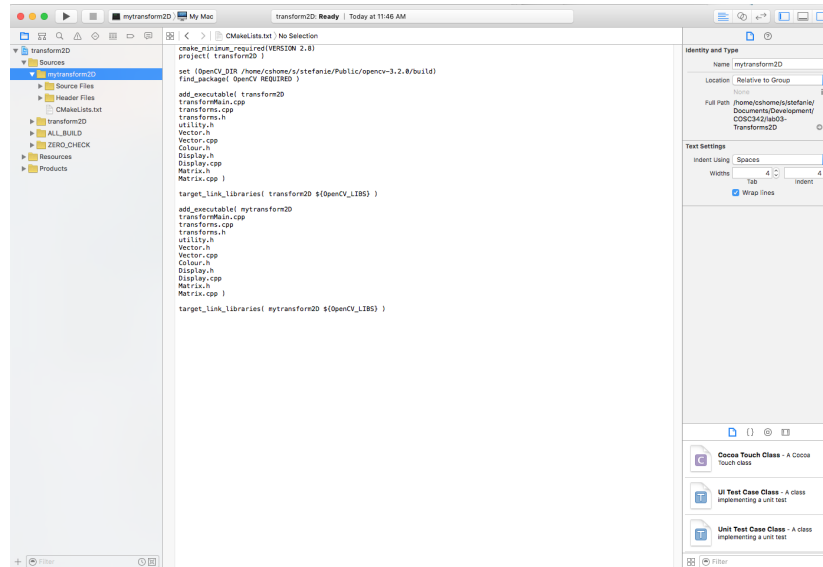 mytransform2D 〉 My Mac
transform2D: Ready | Today at 11:46 AM
CMakeLists.txt 〉 No Selection
transform2D
Sources
mytransform2D
Source Files
Header Files
CMakeLists.txt
transform2D
ALL_BUILD
ZERO_CHECK
Resources
Products
Filter
cmake_minimum_required(VERSION 2.8)
project( transform2D )
set (OpenCV_DIR /home/cshome/s/stefanie/Public/opencv-3.2.0/build)
find_package( OpenCV REQUIRED )
add_executable( transform2D
transformMain.cpp
transforms.cpp
transforms.h
utility.h
Vector.h
Vector.cpp
Colour.h
Display.h
Display.cpp
Matrix.h
Matrix.cpp )
target_link_libraries( transform2D ${OpenCV_LIBS} )
add_executable( mytransform2D
transformMain.cpp
transforms.cpp
transforms.h
utility.h
Vector.h
Vector.cpp
Colour.h
Display.h
Display.cpp
Matrix.h
Matrix.cpp )
target_link_libraries( mytransform2D ${OpenCV_LIBS} )
Identity and Type
Name mytransform2D
Location Relative to Group
None
Full Path /home/cshome/s/stefanie/
Documents/Development/
COSC342/lab03-
Transforms2D
Text Settings
Indent Using Spaces
Widths 4 4
Tab Indent
Wrap lines
C
Cocoa Touch Class - A Cocoa
Touch class
T
UI Test Case Class - A class
implementing a unit test
T
Unit Test Case Class - A class
implementing a unit test
Filter